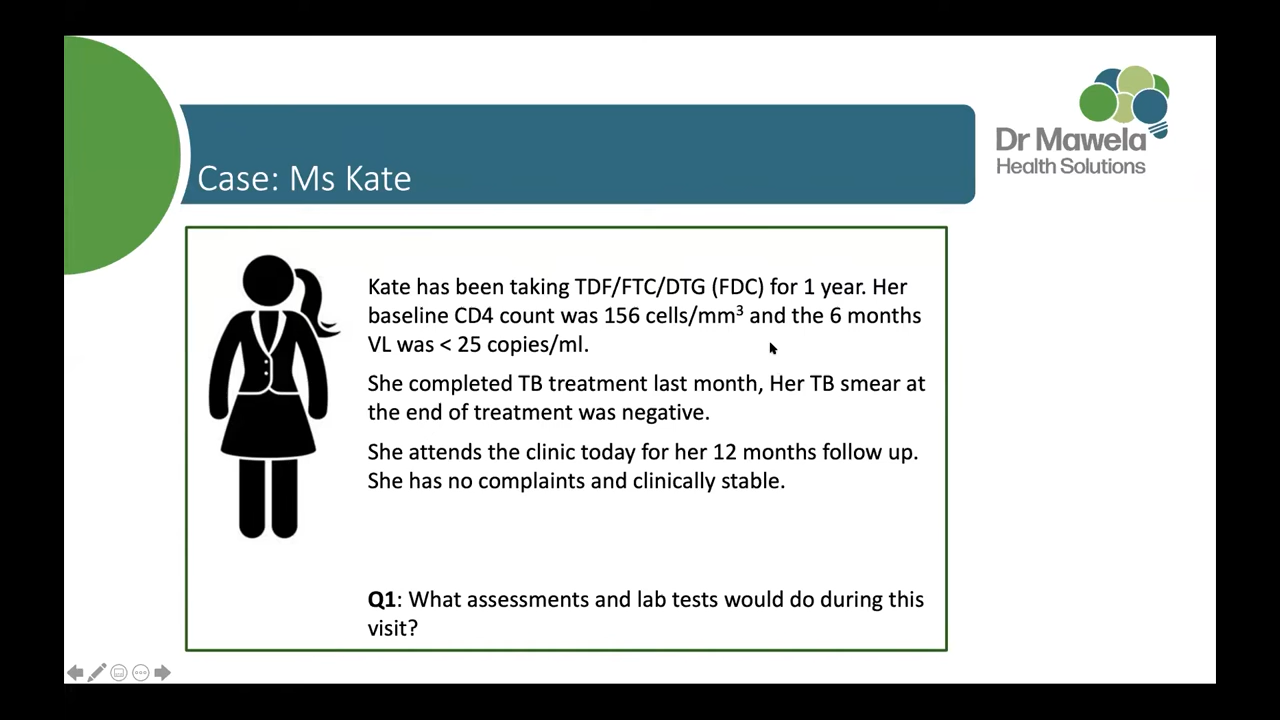 Dr Mawela
Health Solutions
Case: Ms Kate
Kate has been taking TDF/FTC/DTG (FDC) for 1 year. Her
baseline CD4 count was 156 cells/mm³ and the 6 months
VL was < 25 copies/ml.
She completed TB treatment last month, Her TB smear at
the end of treatment was negative.
She attends the clinic today for her 12 months follow up.
She has no complaints and clinically stable.
Q1: What assessments and lab tests would do during this
visit?